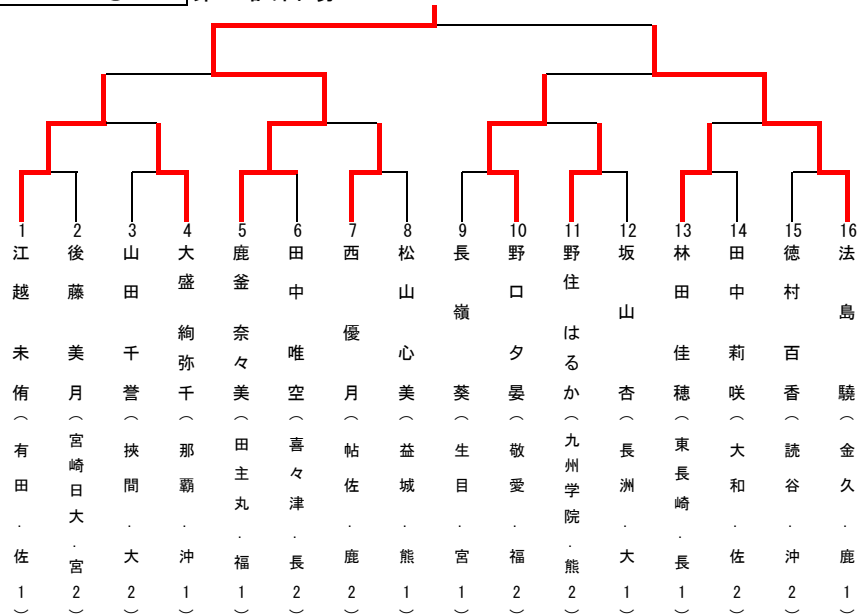 1 江越 未侑(有田・佐1)
2 後藤 美月(宮崎日大・宮2)
3 山田 千誉(挾間・大2)
4 大盛 絢弥千(那覇・沖1)
5 鹿釜 奈々美(田主丸・福1)
6 田中 唯空(喜々津・長2)
7 西 優月(帖佐・鹿2)
8 松山 心美(益城・熊1)
9 長嶺 葵(生目・宮1)
10 野口 夕晏(敬愛・福2)
11 野住 はるか(九州学院・熊2)
12 坂山 杏(長洲・大1)
13 林田 佳穂(東長崎・長1)
14 田中 莉咲(大和・佐2)
15 徳村 百香(読谷・沖2)
16 法島 驍(金久・鹿1)